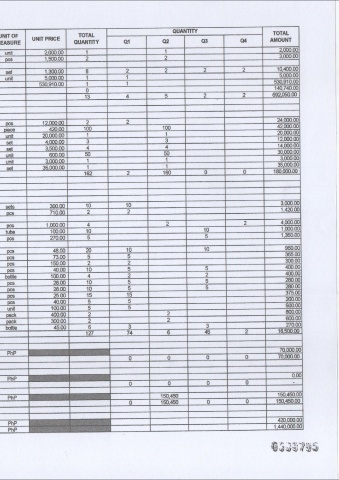 UNIT OF MEASURE UNIT PRICE TOTAL QUANTITY QUANTITY Q1 Q2 Q3 Q4 TOTAL AMOUNT
unit 2,000.00 1 1 2,000.00
pcs 1,500.00 2 2 3,000.00
set 1,300.00 8 2 2 2 2 10,400.00
unit 5,000.00 1 1 5,000.00
530,910.00 1 1 530,910.00
0 140,740.00
13 4 5 2 2 692,050.00
pcs 12,000.00 2 2 24,000.00
piece 420.00 100 100 42,000.00
unit 20,000.00 1 1 20,000.00
set 4,000.00 3 3 12,000.00
set 3,500.00 4 4 14,000.00
unit 600.00 50 50 30,000.00
unit 3,000.00 1 1 3,000.00
set 35,000.00 1 1 35,000.00
162 2 160 0 0 180,000.00
sets 300.00 10 10 3,000.00
pcs 710.00 2 2 1,420.00
pcs 1,000.00 4 2 2 4,000.00
tube 100.00 10 10 1,000.00
pcs 270.00 5 5 1,350.00
pcs 48.00 20 10 10 960.00
pcs 73.00 5 5 365.00
pcs 150.00 2 2 300.00
pcs 40.00 10 5 5 400.00
bottle 100.00 4 2 2 400.00
pcs 28.00 10 5 5 280.00
pcs 28.00 10 5 5 280.00
pcs 25.00 15 15 375.00
pcs 40.00 5 5 200.00
unit 100.00 5 5 500.00
pack 400.00 2 2 800.00
pack 300.00 2 2 600.00
bottle 45.00 6 3 3 270.00
127 74 6 45 2 16,500.00
PhP 70,000.00
0 0 0 0 70,000.00
PhP 0.00
0 0 0 0 -
PhP 150,450 150,450.00
0 150,450 0 0 150,450.00
PhP 420,000.00
PhP 1,440,000.00